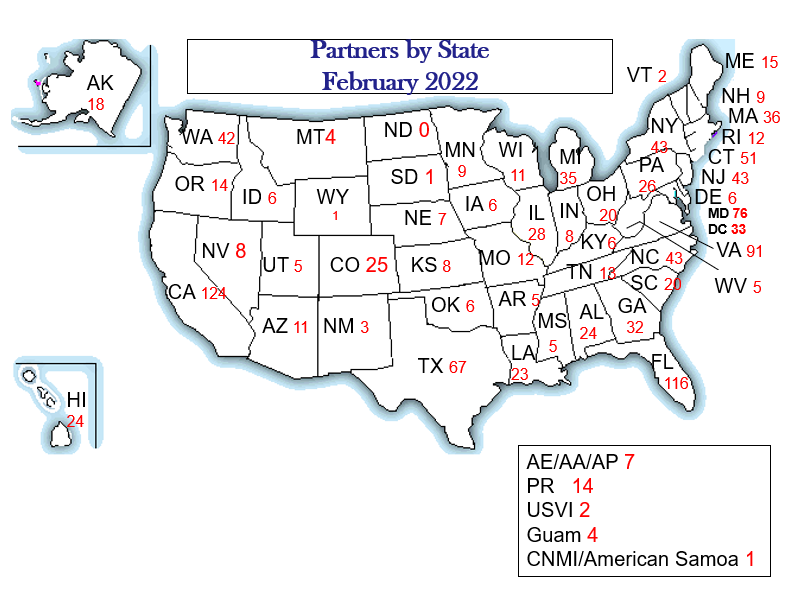 Partners by State
February 2022
AK
18
VT 2
ME 15
NH 9
MA 36
RI 12
CT 51
NJ 43
DE 6
MD 76
DC 33
VA 91
WV 5
WA 42
MT 4
ND 0
MN
9
WI
11
MI
35
NY
43
PA
26
OR 14
ID 6
WY
1
SD 1
IA 6
NE 7
IL
28
IN
8
OH
20
NV 8
UT 5
CO 25
KS 8
MO 12
KY 6
CA 124
AZ 11
NM 3
OK 6
AR 5
TN 13
NC 43
SC 20
MS
5
AL
24
GA
32
TX 67
LA
23
FL
116
HI
24
AE/AA/AP 7
PR 14
USVI 2
Guam 4
CNMI/American Samoa 1